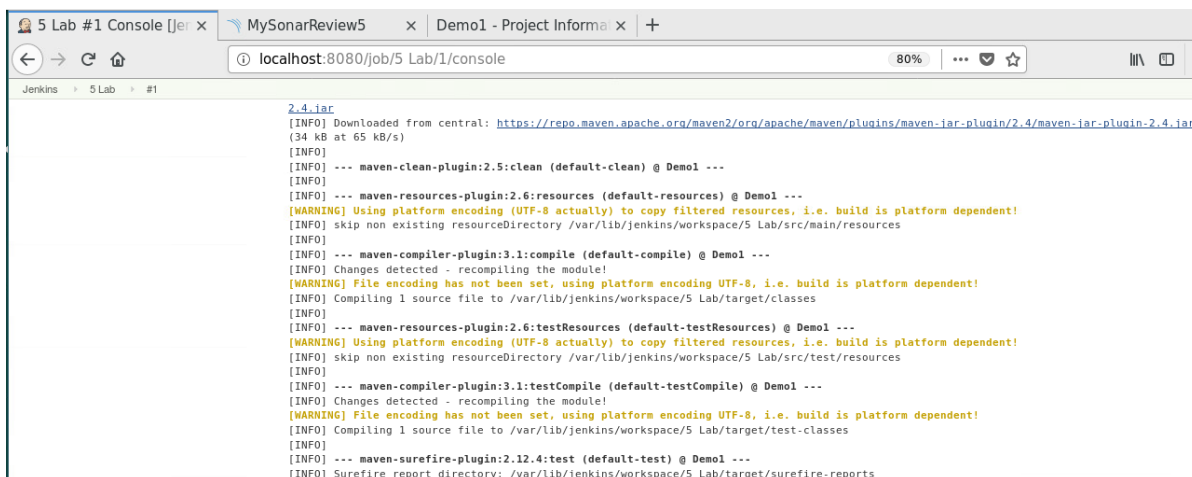 5 Lab #1 Console [Jer
MySonarReview5
Demo1 - Project Informa
localhost:8080/job/5 Lab/1/console
80%
Jenkins
5 Lab
#1
2.4.jar
[INFO] Downloaded from central: https://repo.maven.apache.org/maven2/org/apache/maven/plugins/maven-jar-plugin/2.4/maven-jar-plugin-2.4.jar
(34 kB at 65 kB/s)
[INFO]
[INFO] --- maven-clean-plugin:2.5:clean (default-clean) @ Demo1 ---
[INFO]
[INFO] --- maven-resources-plugin:2.6:resources (default-resources) @ Demo1 ---
[WARNING] Using platform encoding (UTF-8 actually) to copy filtered resources, i.e. build is platform dependent!
[INFO] skip non existing resourceDirectory /var/lib/jenkins/workspace/5 Lab/src/main/resources
[INFO]
[INFO] --- maven-compiler-plugin:3.1:compile (default-compile) @ Demo1 ---
[INFO] Changes detected - recompiling the module!
[WARNING] File encoding has not been set, using platform encoding UTF-8, i.e. build is platform dependent!
[INFO] Compiling 1 source file to /var/lib/jenkins/workspace/5 Lab/target/classes
[INFO]
[INFO] --- maven-resources-plugin:2.6:testResources (default-testResources) @ Demo1 ---
[WARNING] Using platform encoding (UTF-8 actually) to copy filtered resources, i.e. build is platform dependent!
[INFO] skip non existing resourceDirectory /var/lib/jenkins/workspace/5 Lab/src/test/resources
[INFO]
[INFO] --- maven-compiler-plugin:3.1:testCompile (default-testCompile) @ Demo1 ---
[INFO] Changes detected - recompiling the module!
[WARNING] File encoding has not been set, using platform encoding UTF-8, i.e. build is platform dependent!
[INFO] Compiling 1 source file to /var/lib/jenkins/workspace/5 Lab/target/test-classes
[INFO]
[INFO] --- maven-surefire-plugin:2.12.4:test (default-test) @ Demo1 ---
[INFO] Surefire report directory: /var/lib/jenkins/workspace/5 Lab/target/surefire-reports